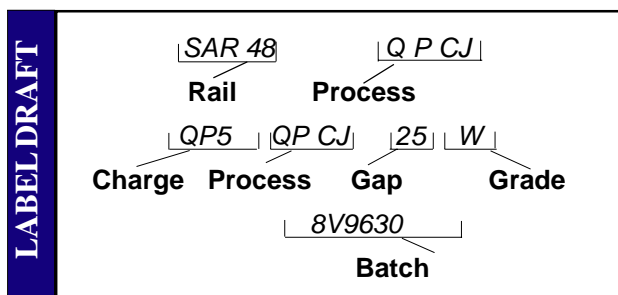 LABEL DRAFT
SAR 48 Q P CJ
Rail Process
QP5 QP CJ 25 W
Charge Process Gap Grade
8V9630
Batch